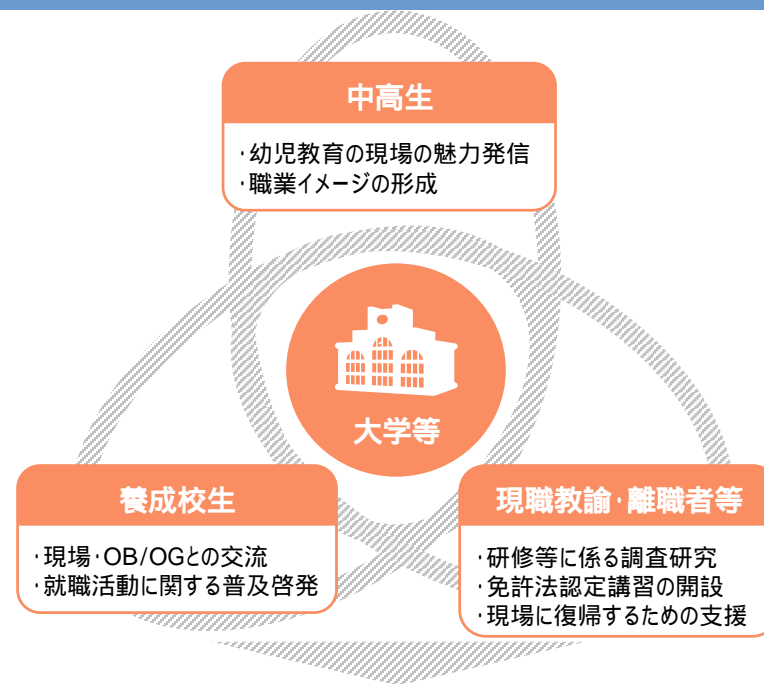 中高生
·幼児教育の現場の魅力発信
·職業イメージの形成
大学等
養成校生
·現場·OB/OGとの交流
·就職活動に関する普及啓発
現職教諭·離職者等
·研修等に係る調査研究
·免許法認定講習の開設
·現場に復帰するための支援